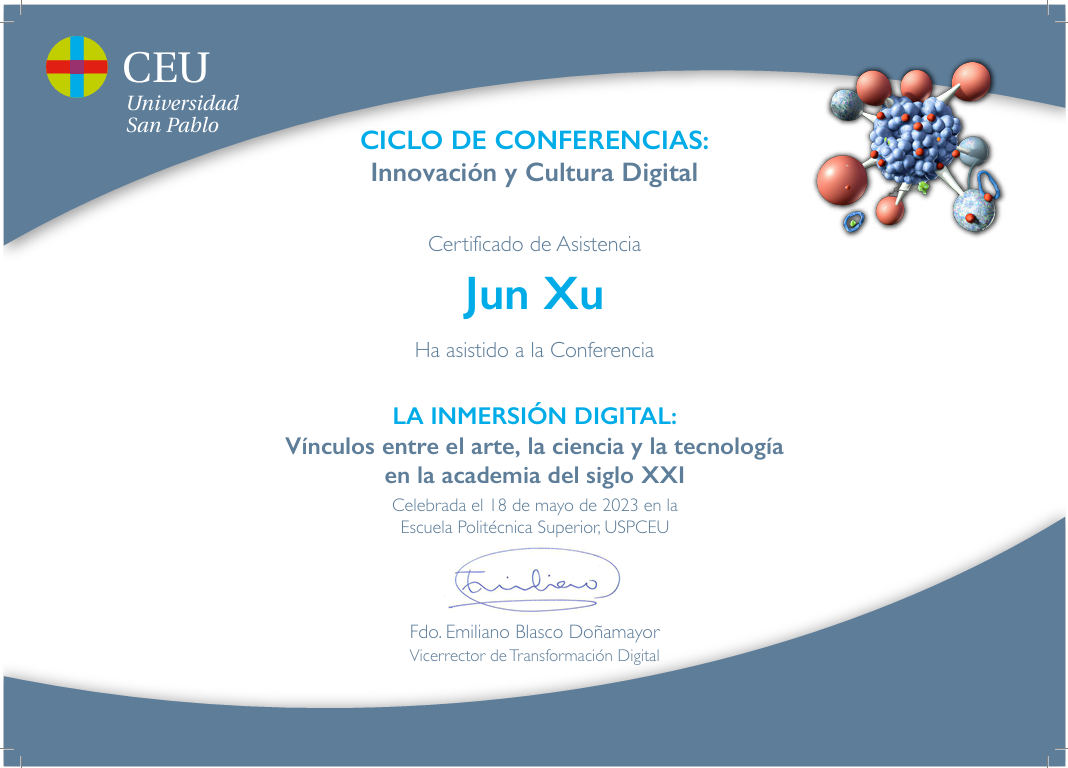 CEU
Universidad
San Pablo
CICLO DE CONFERENCIAS:
Innovación y Cultura Digital
Certificado de Asistencia
Jun Xu
Ha asistido a la Conferencia
LA INMERSIÓN DIGITAL:
Vínculos entre el arte, la ciencia y la tecnología
en la academia del siglo XXI
Celebrada el 18 de mayo de 2023 en la
Escuela Politécnica Superior, USPCEU
Emiliano
Fdo. Emiliano Blasco Doñamayor
Vicerrector de Transformación Digital